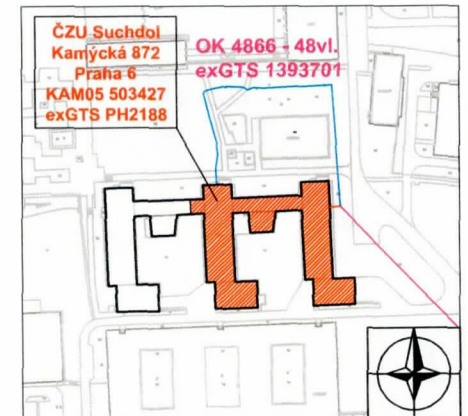 ČZU Suchdol
Kamýcká 872
Praha 6
KAM05 503427
exGTS PH2188
OK 4866 - 48vl.
exGTS 1393701